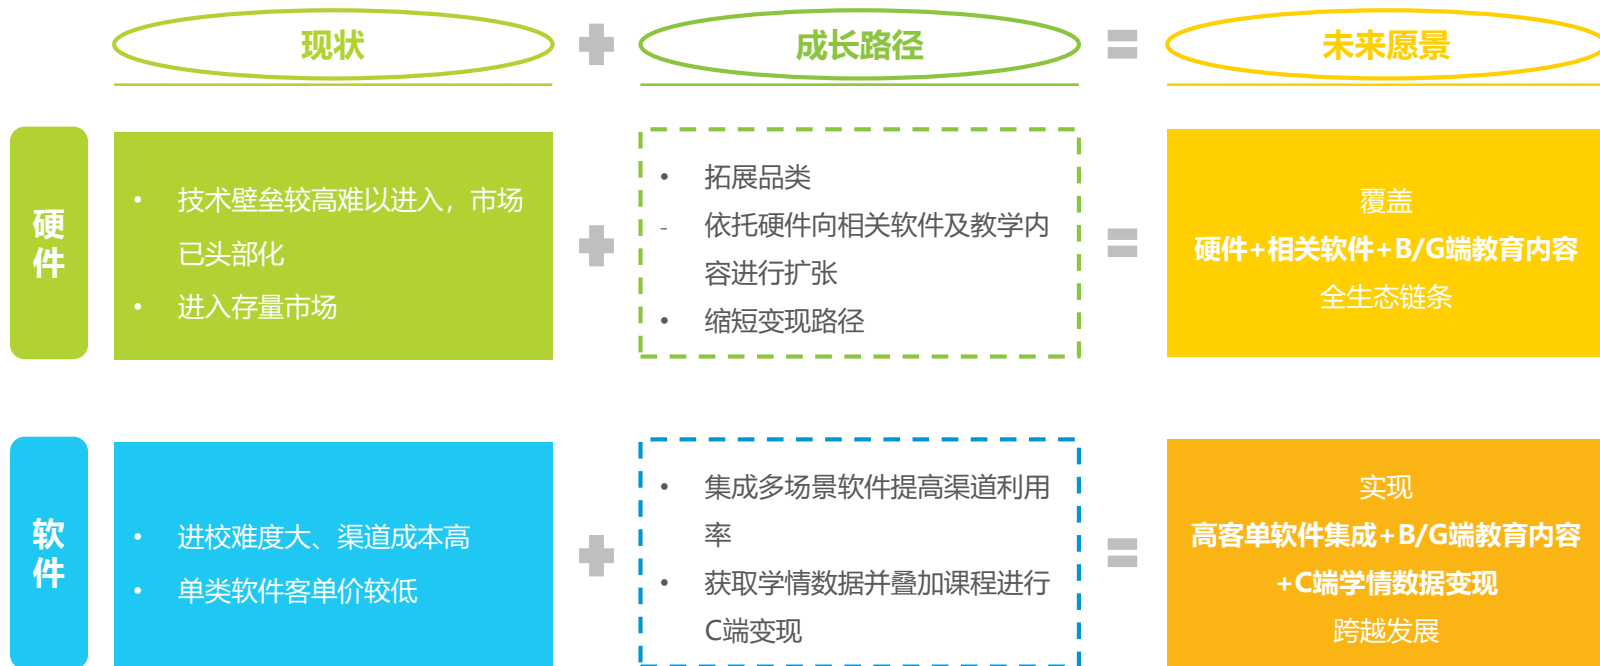 现状
成长路径
未来愿景
硬件
• 技术壁垒较高难以进入，市场
已头部化
• 进入存量市场
• 拓展品类
- 依托硬件向相关软件及教学内
容进行扩张
• 缩短变现路径
覆盖
硬件+相关软件+B/G端教育内容
全生态链条
软件
• 进校难度大、渠道成本高
• 单类软件客单价较低
• 集成多场景软件提高渠道利用
率
• 获取学情数据并叠加课程进行
C端变现
实现
高客单软件集成+B/G端教育内容
+C端学情数据变现
跨越发展